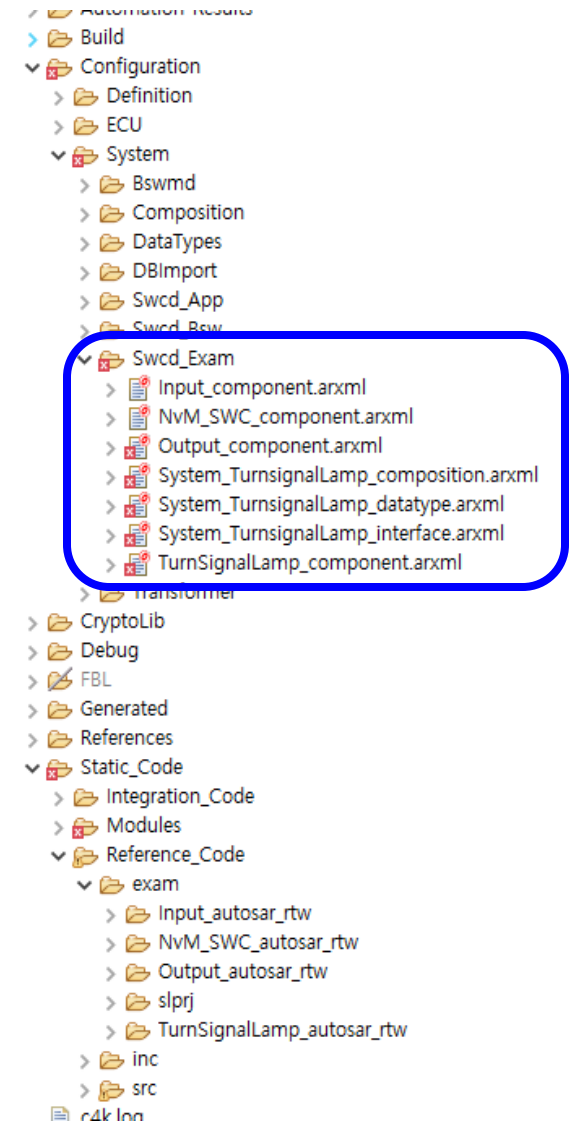 Automation_Results
Build
Configuration
Definition
ECU
System
Bswmd
Composition
DataTypes
DBImport
Swcd_App
Swcd_Bsw
Swcd_Exam
Input_component.arxml
NvM_SWC_component.arxml
Output_component.arxml
System_TurnsignalLamp_composition.arxml
System_TurnsignalLamp_datatype.arxml
System_TurnsignalLamp_interface.arxml
TurnSignalLamp_component.arxml
Transformer
CryptoLib
Debug
FBL
Generated
References
Static_Code
Integration_Code
Modules
Reference_Code
exam
Input_autosar_rtw
NvM_SWC_autosar_rtw
Output_autosar_rtw
slprj
TurnSignalLamp_autosar_rtw
inc
src
c4k.log